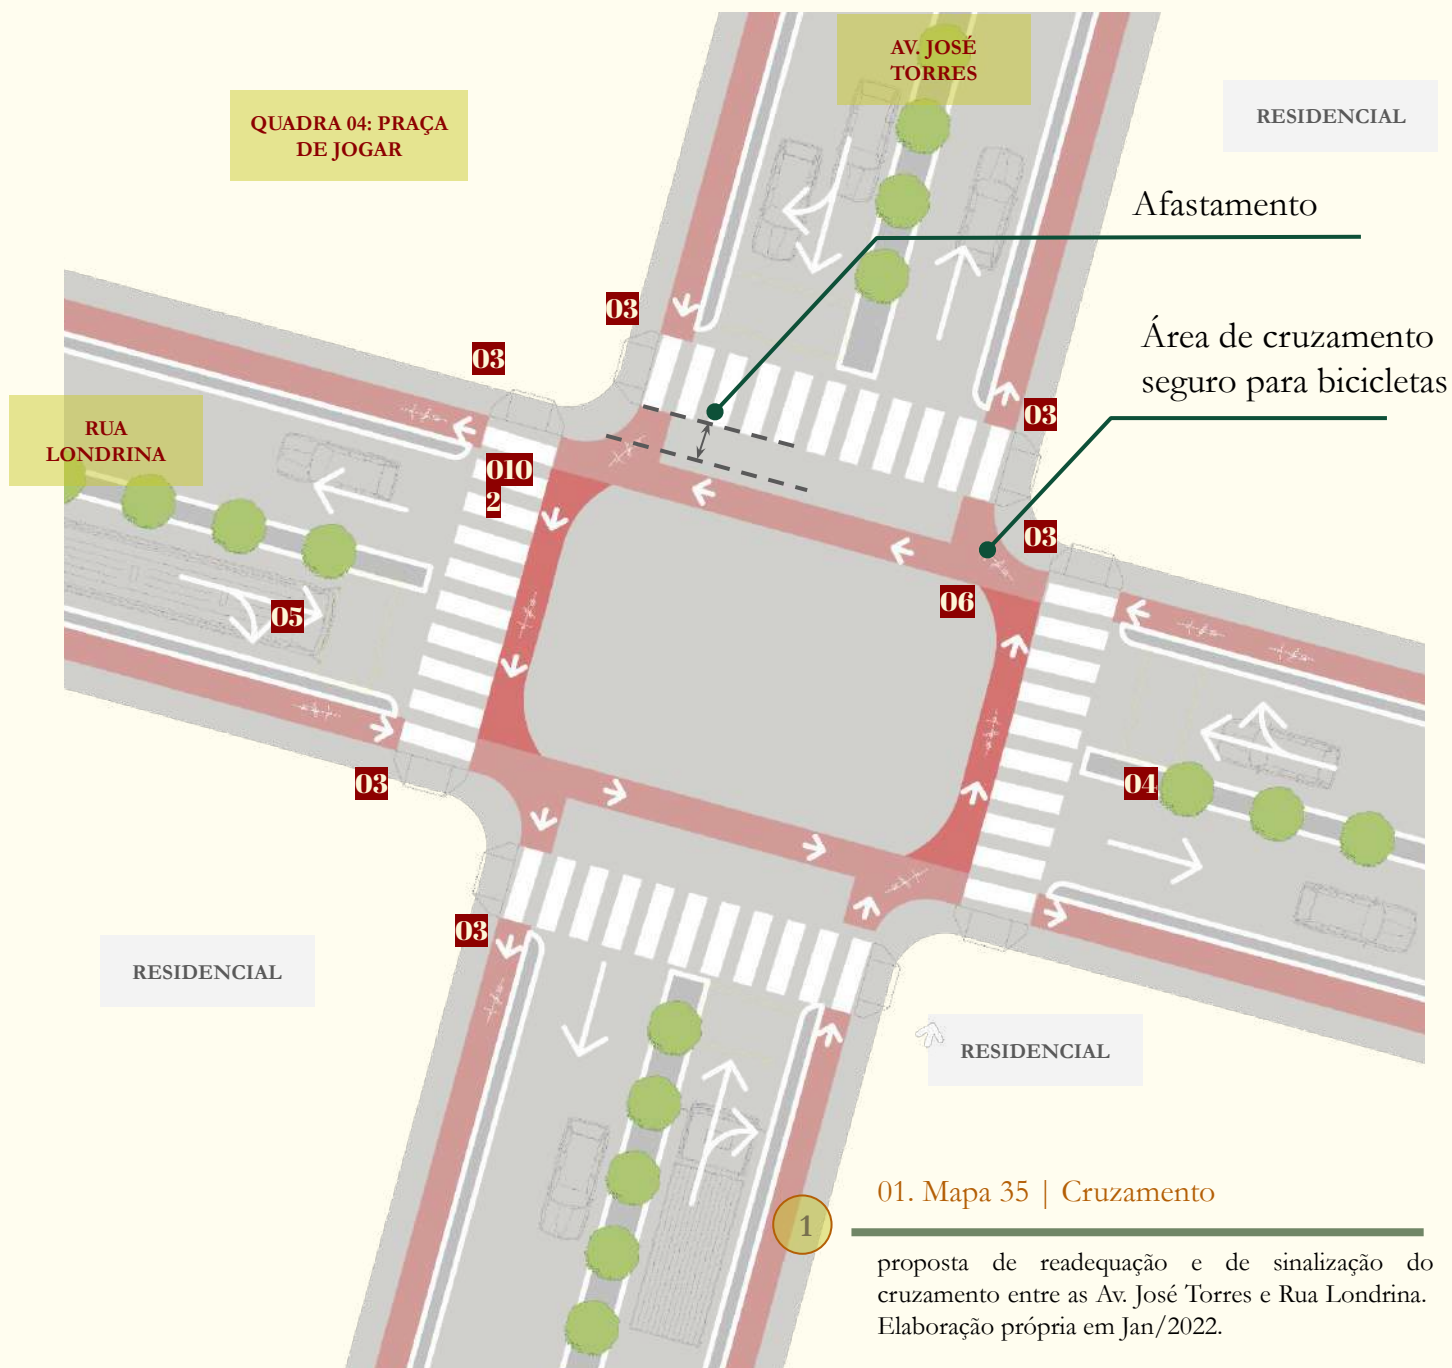 AV. JOSÉ
TORRES
QUADRA 04: PRAÇA
DE JOGAR
RESIDENCIAL
Afastamento
03
Área de cruzamento
seguro para bicicletas
03
03
RUA
LONDRINA
010
2
03
06
05
03
04
03
RESIDENCIAL
RESIDENCIAL
01. Mapa 35 | Cruzamento
1
proposta de readequação e de sinalização do
cruzamento entre as Av. José Torres e Rua Londrina.
Elaboração própria em Jan/2022.